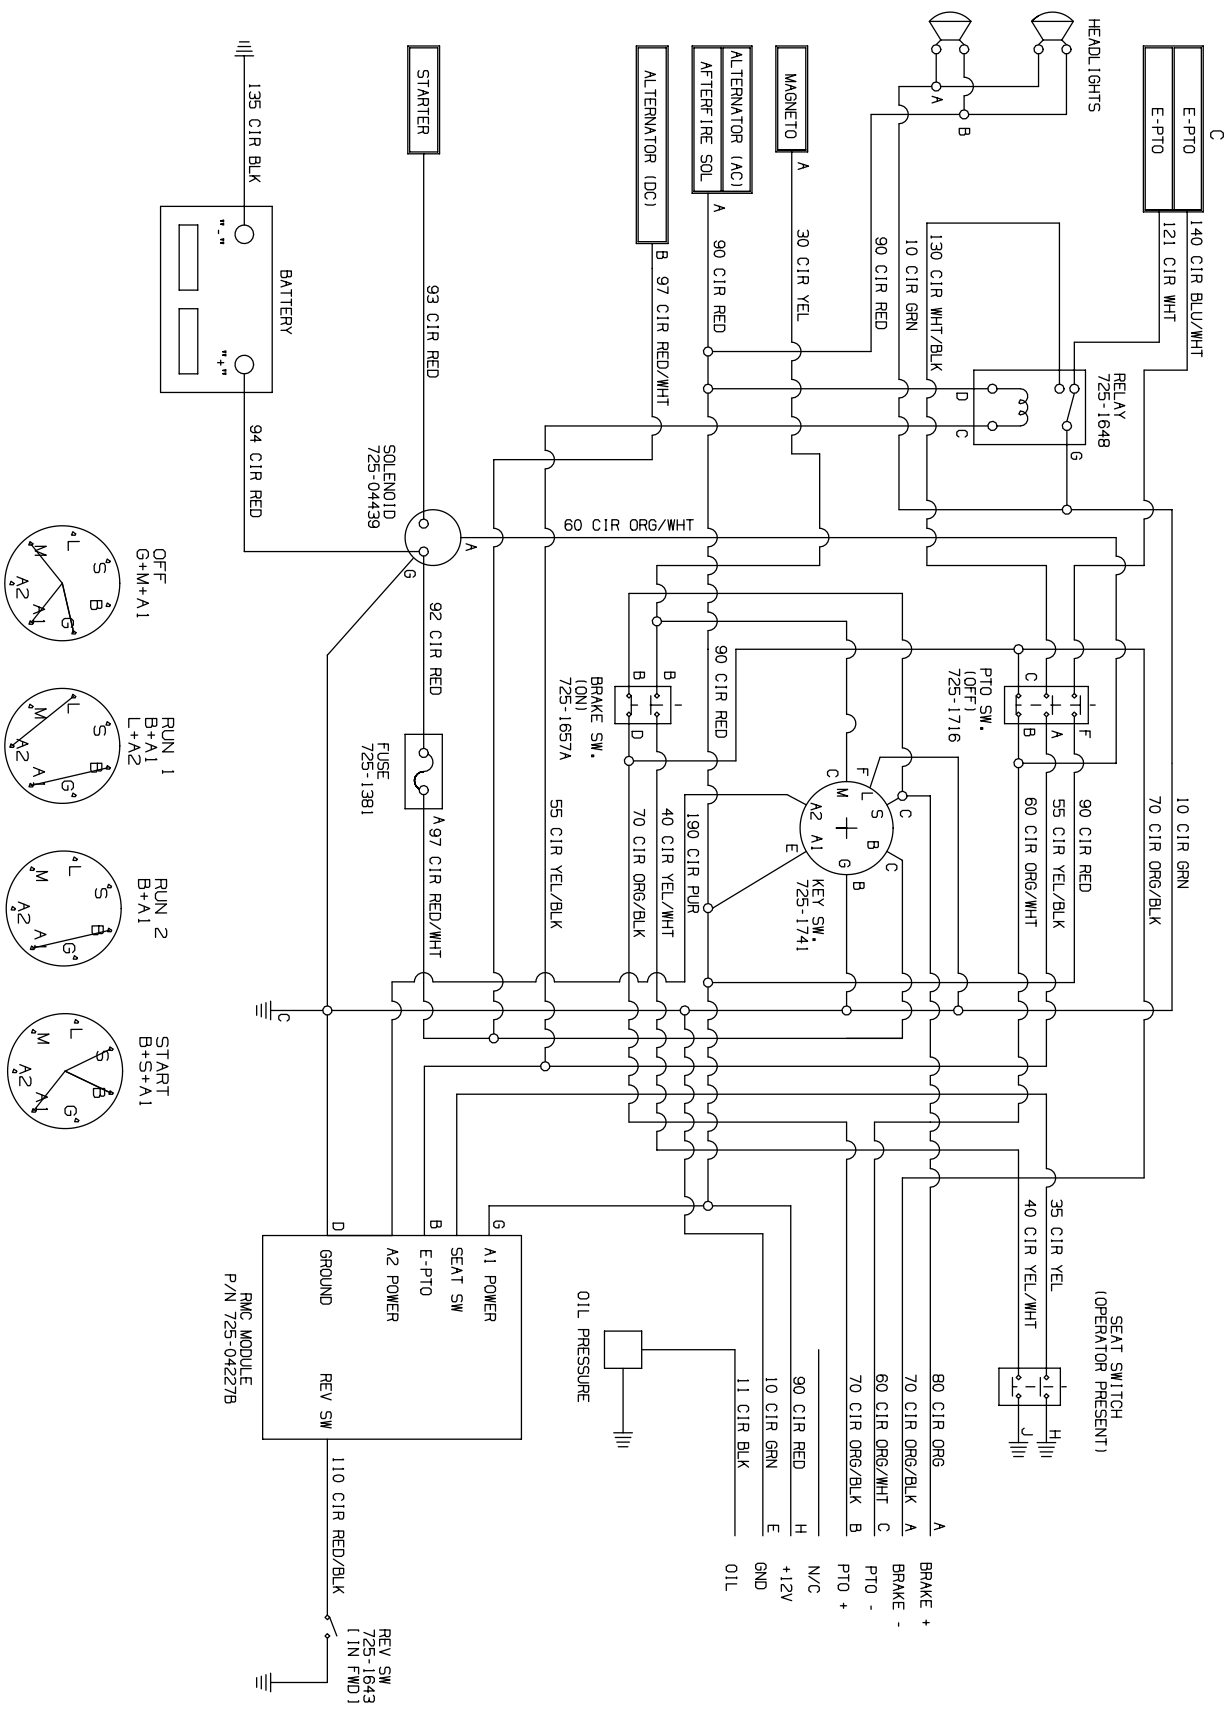 C
E-PTO
E-PTO
140 CIR BLU/WHT
121 CIR WHT
HEADLIGHTS
A
B
RELAY
725-1648
D
C
G
130 CIR WHT/BLK
10 CIR GRN
90 CIR RED
MAGNETO
A
30 CIR YEL
ALTERNATOR (AC)
AFTERFIRE SOL
A
90 CIR RED
ALTERNATOR (DC)
B
97 CIR RED/WHT
STARTER
93 CIR RED
135 CIR BLK
BATTERY
"-"
"+"
94 CIR RED
SOLENOID
725-04439
A
G
60 CIR ORG/WHT
92 CIR RED
FUSE
725-1381
A
97 CIR RED/WHT
BRAKE SW.
(ON)
725-1657A
B
B
D
90 CIR RED
PTO SW.
(OFF)
725-1716
C
F
A
B
KEY SW.
725-1741
M
L
S
B
G
A1
A2
C
F
C
C
B
E
10 CIR GRN
70 CIR ORG/BLK
90 CIR RED
55 CIR YEL/BLK
60 CIR ORG/WHT
190 CIR PUR
40 CIR YEL/WHT
70 CIR ORG/BLK
55 CIR YEL/BLK
C
OFF
G+M+A1
L
S
B
G
A1
A2
M
RUN 1
B+A1
L+A2
L
S
B
G
A1
A2
M
RUN 2
B+A1
L
S
B
G
A1
A2
M
START
B+S+A1
L
S
B
G
A1
A2
M
35 CIR YEL
40 CIR YEL/WHT
SEAT SWITCH
(OPERATOR PRESENT)
H
J
D
B
G
A1 POWER
SEAT SW
E-PTO
A2 POWER
GROUND
REV SW
RMC MODULE
P/N 725-04227B
110 CIR RED/BLK
REV SW
725-1643
[IN FWD]
OIL PRESSURE
80 CIR ORG A BRAKE +
70 CIR ORG/BLK A BRAKE -
60 CIR ORG/WHT C PTO -
70 CIR ORG/BLK B PTO +
N/C
90 CIR RED H +12V
10 CIR GRN E GND
11 CIR BLK OIL